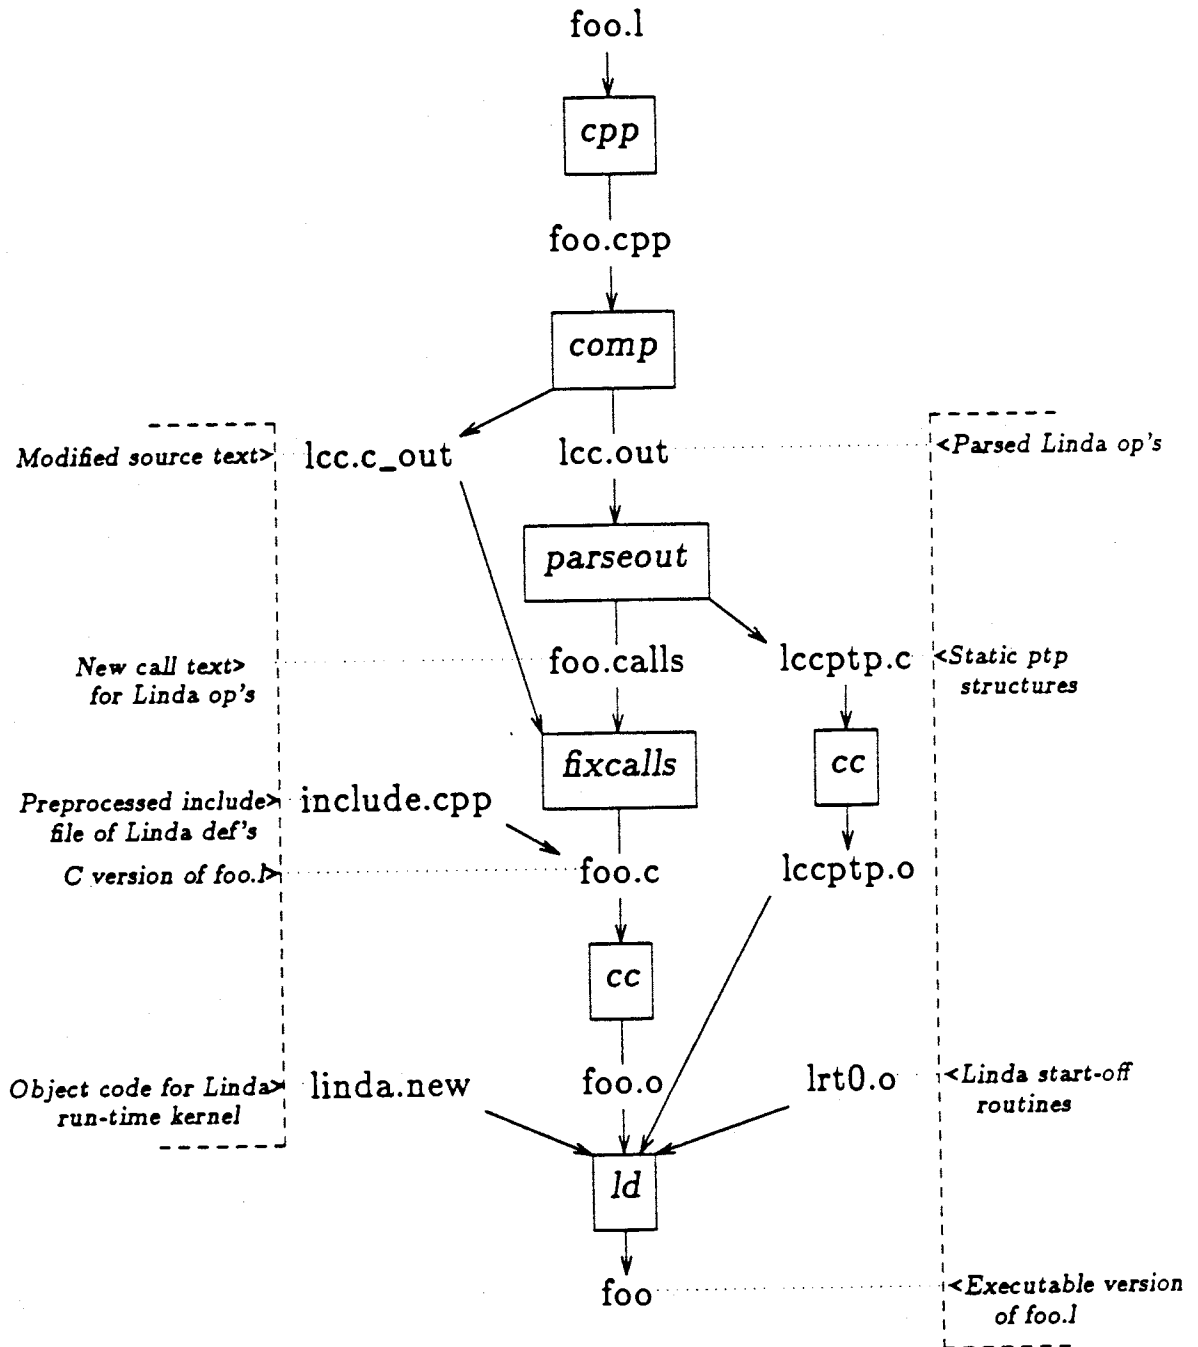 foo.l
cpp
foo.cpp
comp
Modified source text> lcc.c_out lcc.out <Parsed Linda op's
parseout
New call text> foo.calls lccptp.c <Static ptp
for Linda op's structures
fixcalls cc
Preprocessed include> include.cpp
file of Linda def's
C version of foo.l> foo.c lccptp.o
cc
Object code for Linda> linda.new foo.o lrt0.o <Linda start-off
run-time kernel routines
ld
foo <Executable version
of foo.l